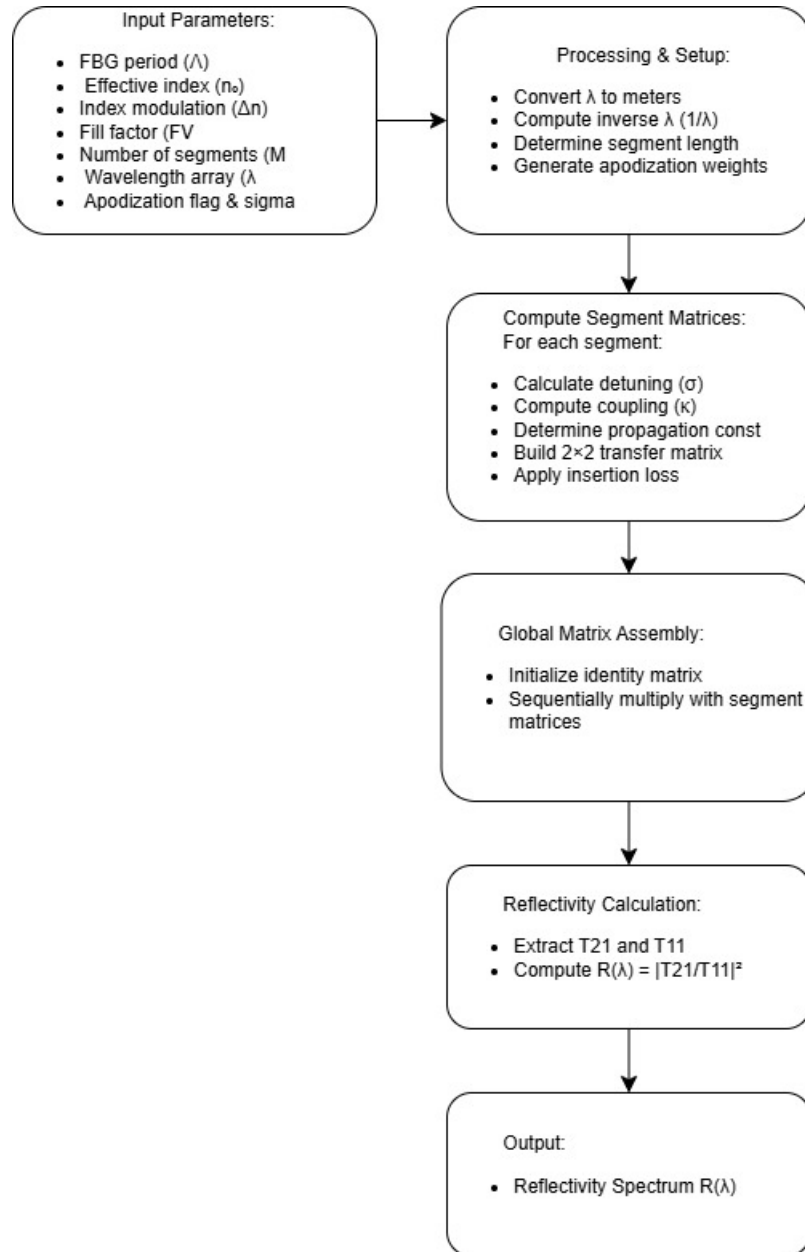 Input Parameters:
• FBG period (Λ)
• Effective index (nₒ)
• Index modulation (Δn)
• Fill factor (FV
• Number of segments (M
• Wavelength array (λ
• Apodization flag & sigma
Processing & Setup:
• Convert λ to meters
• Compute inverse λ (1/λ)
• Determine segment length
• Generate apodization weights
Compute Segment Matrices:
For each segment:
• Calculate detuning (σ)
• Compute coupling (κ)
• Determine propagation const
• Build 2×2 transfer matrix
• Apply insertion loss
Global Matrix Assembly:
• Initialize identity matrix
• Sequentially multiply with segment
matrices
Reflectivity Calculation:
• Extract T21 and T11
• Compute R(λ) = |T21/T11|²
Output:
• Reflectivity Spectrum R(λ)